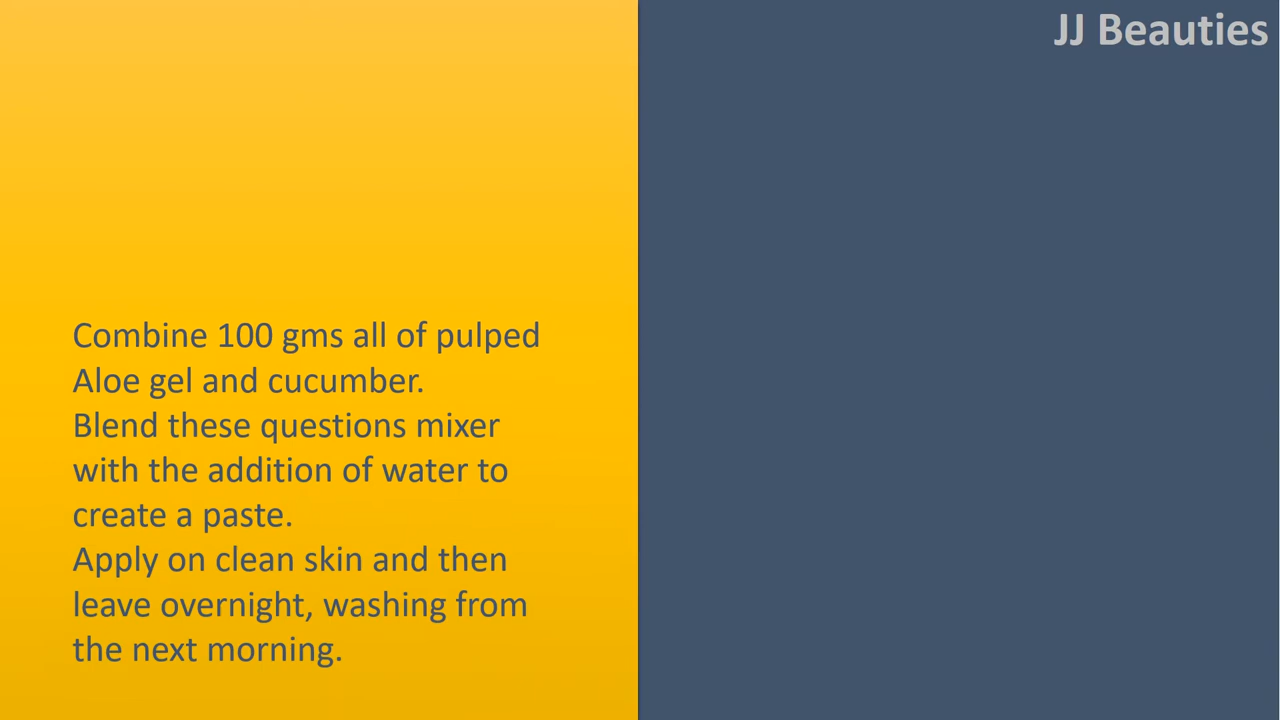 JJ Beauties
Combine 100 gms all of pulped
Aloe gel and cucumber.
Blend these questions mixer
with the addition of water to
create a paste.
Apply on clean skin and then
leave overnight, washing from
the next morning.